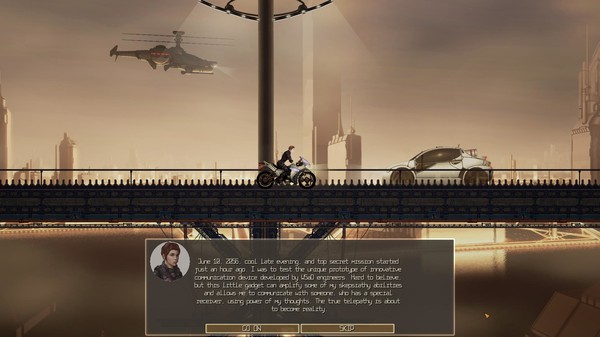 June 10, 2056, cool late evening, and top secret mission started
just an hour ago. I was to test the unique prototype of innovative
communication device developed by WSaD engineers. Hard to believe,
but this little gadget can amplify some of my skepsiathy abilities
and allows me to communicate with someone, who has a special
receiver, using power of my thoughts. The true telepathy is about
to become reality.
GO ON
SKIP